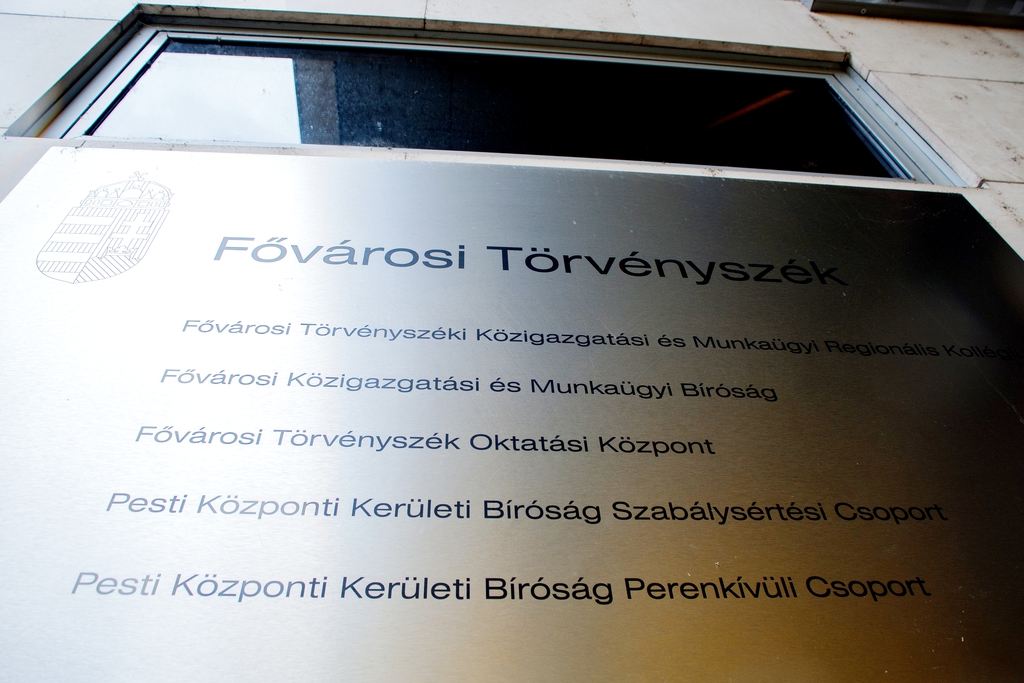 Fővárosi Törvényszék
Fővárosi Törvényszéki Közigazgatási és Munkaügyi Regionális Kollégi
Fővárosi Közigazgatási és Munkaügyi Bíróság
Fővárosi Törvényszék Oktatási Központ
Pesti Központi Kerületi Bíróság Szabálysértési Csoport
Pesti Központi Kerületi Bíróság Perenkívüli Csoport